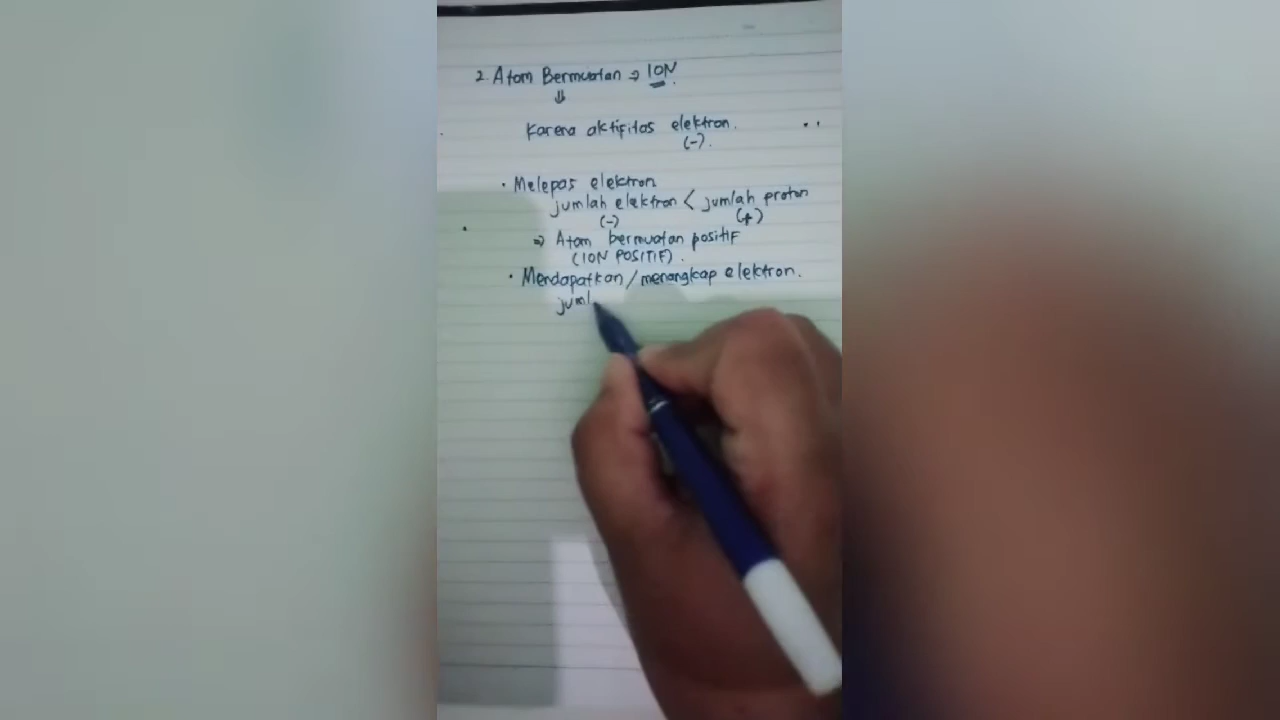 2. Atom Bermuatan ⇒ ION.
⇓
Karena aktifitas elektron.
(-).
• Melepas elektron
jumlah elektron < jumlah proton
(-) (+)
⇒ Atom bermuatan positif
(ION POSITIF).
• Mendapatkan/menangkap elektron.
juml